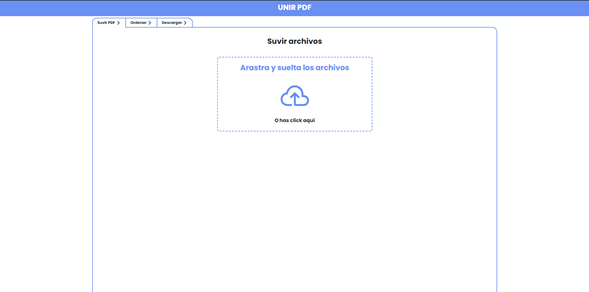 UNIR PDF
Suvir PDF
Ordenar
Descargar
Suvir archivos
Arastra y suelta los archivos
O has click aqui